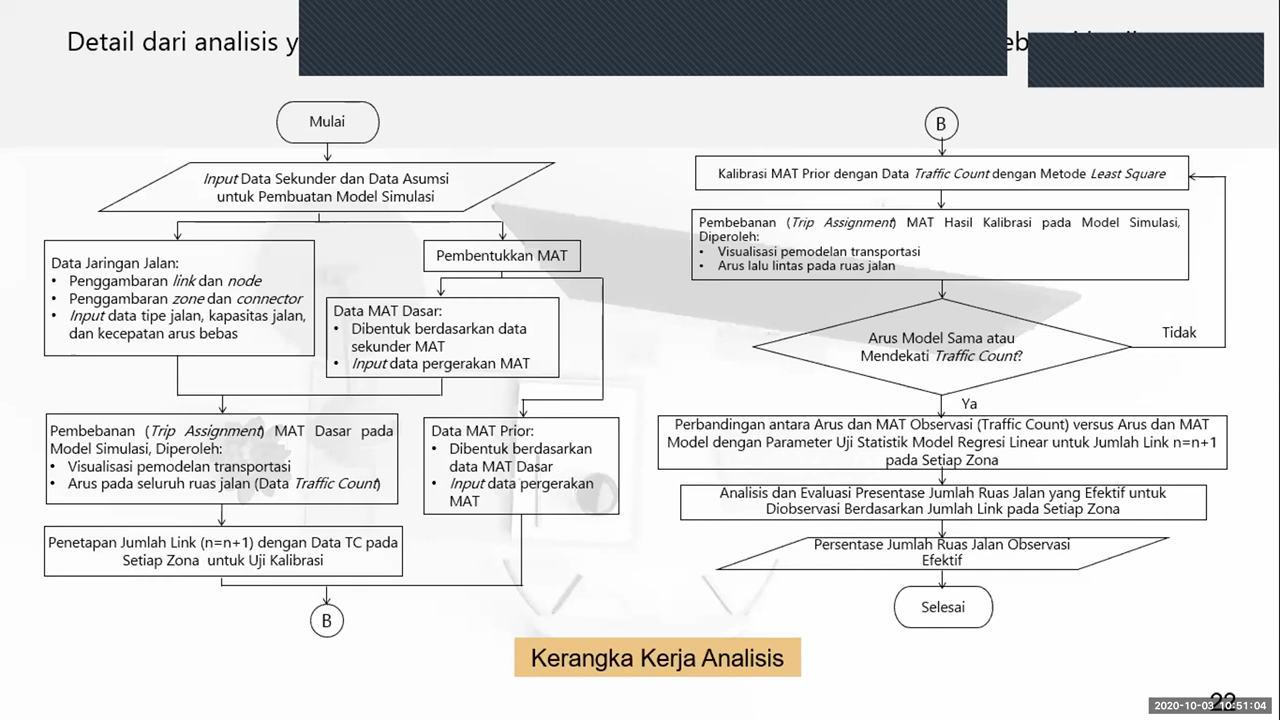 Detail dari analisis
Mulai
Input Data Sekunder dan Data Asumsi
untuk Pembuatan Model Simulasi
Data Jaringan Jalan:
• Penggambaran link dan node
• Penggambaran zone dan connector
• Input data tipe jalan, kapasitas jalan,
dan kecepatan arus bebas
Pembentukkan MAT
Data MAT Dasar:
• Dibentuk berdasarkan data
sekunder MAT
• Input data pergerakan MAT
Pembebanan (Trip Assignment) MAT Dasar pada
Model Simulasi, Diperoleh:
• Visualisasi pemodelan transportasi
• Arus pada seluruh ruas jalan (Data Traffic Count)
Data MAT Prior:
• Dibentuk berdasarkan
data MAT Dasar
• Input data pergerakan
MAT
Penetapan Jumlah Link (n=n+1) dengan Data TC pada
Setiap Zona untuk Uji Kalibrasi
B
B
Kalibrasi MAT Prior dengan Data Traffic Count dengan Metode Least Square
Pembebanan (Trip Assignment) MAT Hasil Kalibrasi pada Model Simulasi,
Diperoleh:
• Visualisasi pemodelan transportasi
• Arus lalu lintas pada ruas jalan
Arus Model Sama atau
Mendekati Traffic Count?
Tidak
Ya
Perbandingan antara Arus dan MAT Observasi (Traffic Count) versus Arus dan MAT
Model dengan Parameter Uji Statistik Model Regresi Linear untuk Jumlah Link n=n+1
pada Setiap Zona
Analisis dan Evaluasi Presentase Jumlah Ruas Jalan yang Efektif untuk
Diobservasi Berdasarkan Jumlah Link pada Setiap Zona
Persentase Jumlah Ruas Jalan Observasi
Efektif
Selesai
Kerangka Kerja Analisis
22
2020-10-03 10:51:04